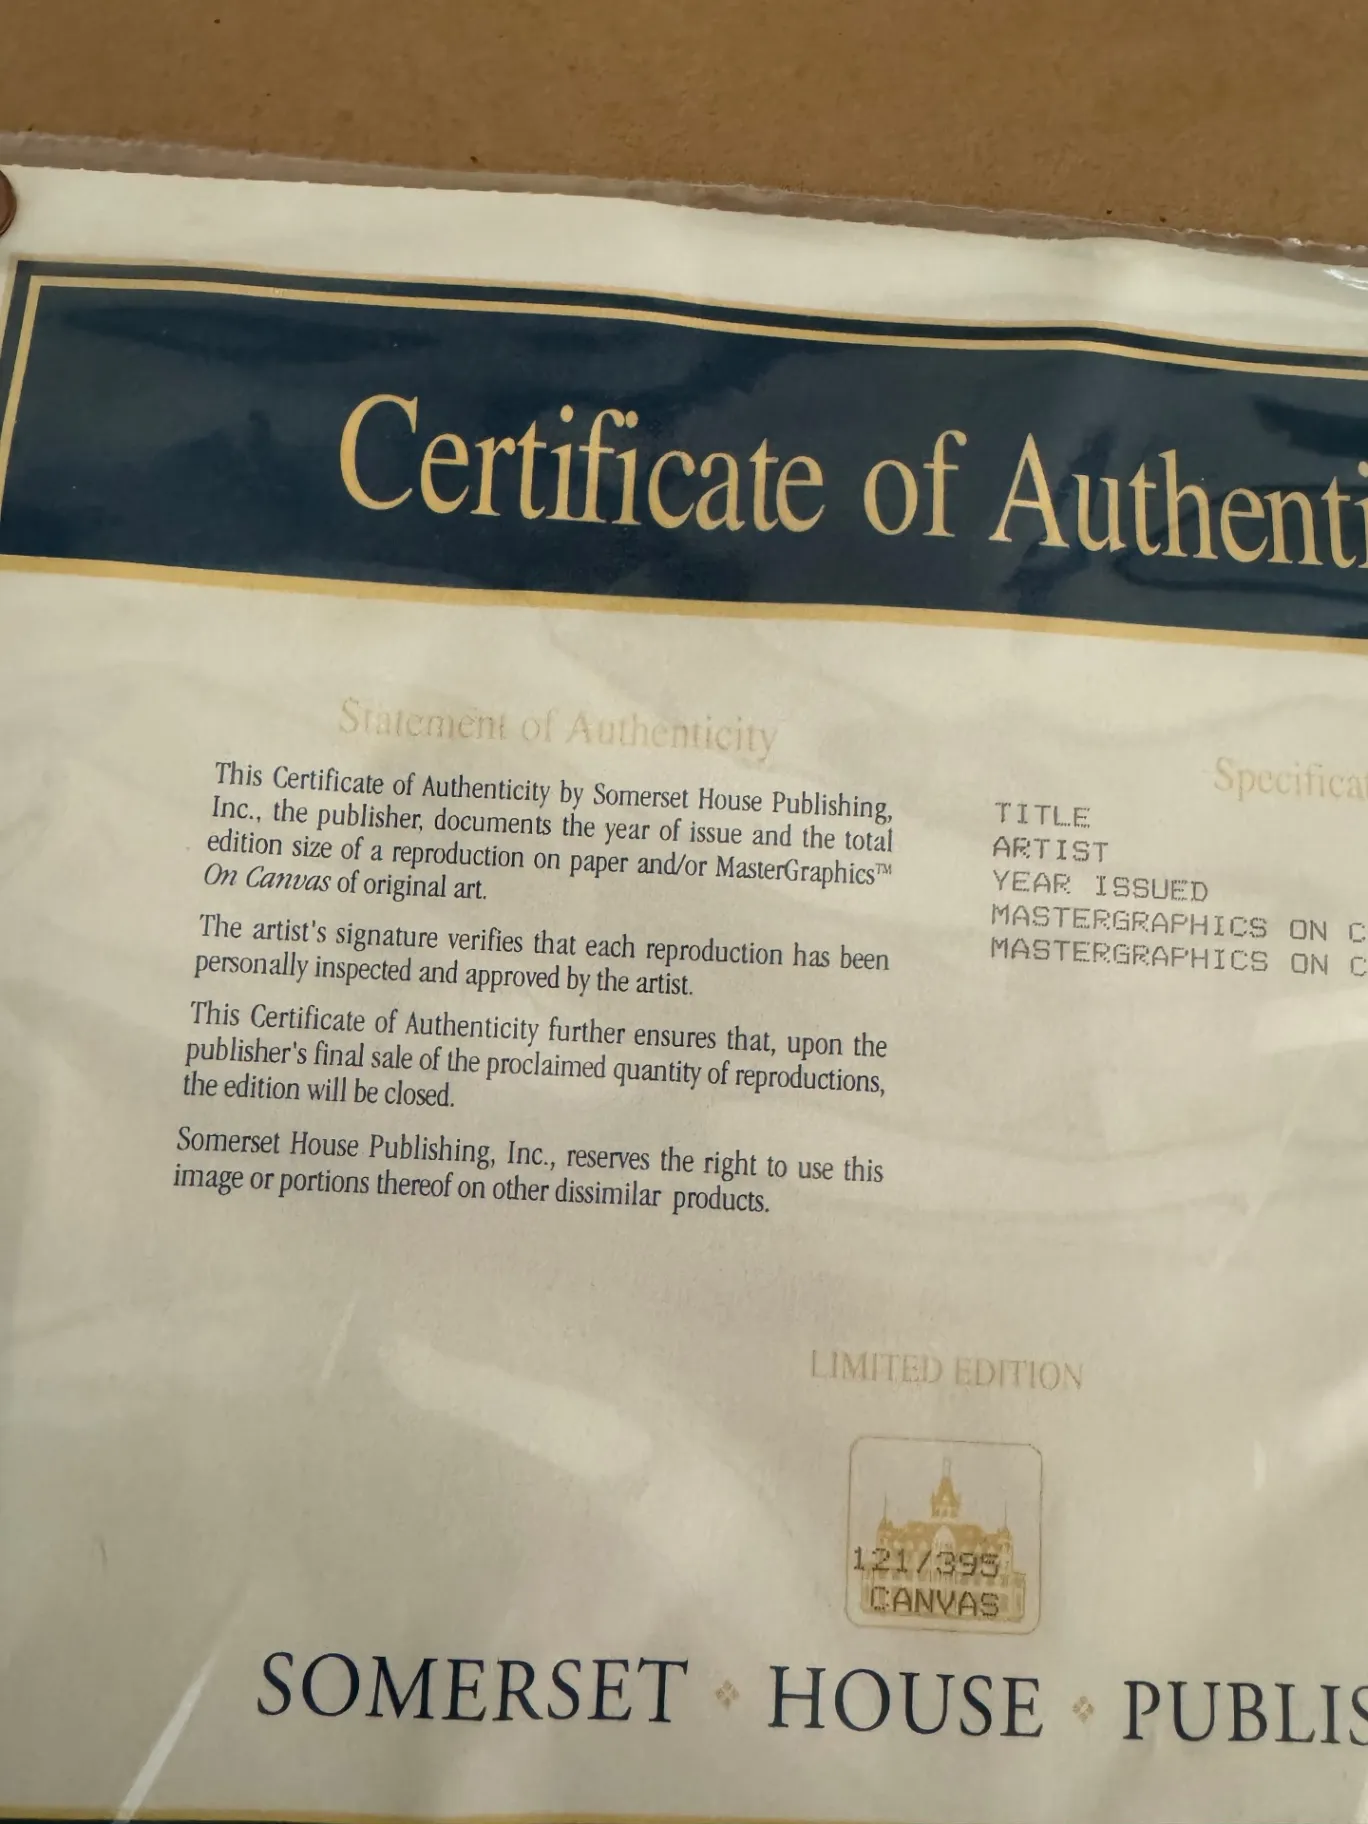 Certificate of Authenti
Statement of Authenticity
This Certificate of Authenticity by Somerset House Publishing,
Inc., the publisher, documents the year of issue and the total
edition size of a reproduction on paper and/or MasterGraphics™
On Canvas of original art.
The artist's signature verifies that each reproduction has been
personally inspected and approved by the artist.
This Certificate of Authenticity further ensures that, upon the
publisher's final sale of the proclaimed quantity of reproductions,
the edition will be closed.
Somerset House Publishing, Inc., reserves the right to use this
image or portions thereof on other dissimilar products.
Specificat
TITLE
ARTIST
YEAR ISSUED
MASTERGRAPHICS ON C
MASTERGRAPHICS ON C
LIMITED EDITION
121/395
CANVAS
SOMERSET HOUSE PUBLIS